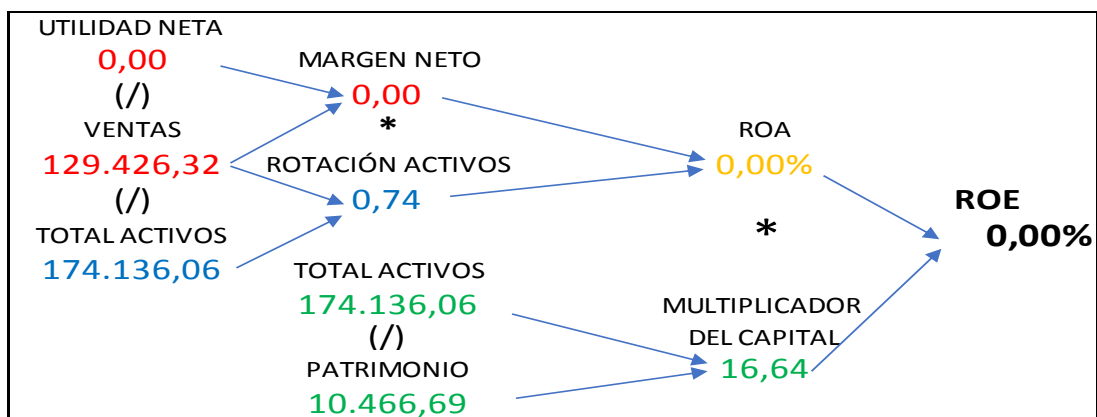 UTILIDAD NETA
0,00
(/)
VENTAS
129.426,32
(/)
TOTAL ACTIVOS
174.136,06
MARGEN NETO
0,00
*
ROTACIÓN ACTIVOS
0,74
TOTAL ACTIVOS
174.136,06
(/)
PATRIMONIO
10.466,69
ROA
0,00%
*
MULTIPLICADOR
DEL CAPITAL
16,64
ROE
0,00%